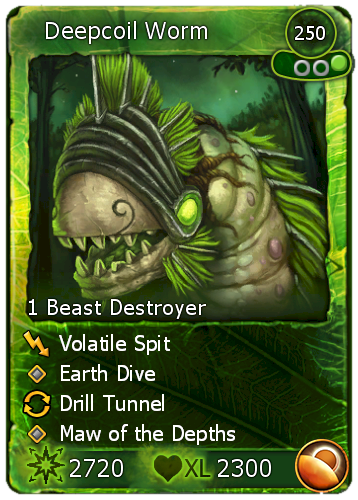 Deepcoil Worm
250
1 Beast Destroyer
Volatile Spit
Earth Dive
Drill Tunnel
Maw of the Depths
2720 XL 2300